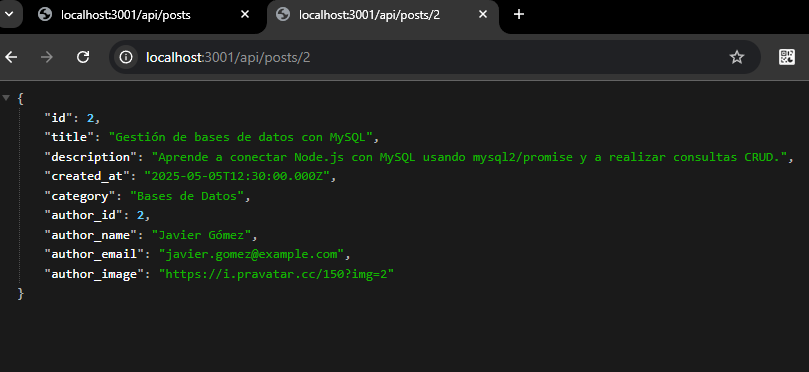 localhost:3001/api/posts
localhost:3001/api/posts/2
localhost:3001/api/posts/2
{
"id": 2,
"title": "Gestión de bases de datos con MySQL",
"description": "Aprende a conectar Node.js con MySQL usando mysql2/promise y a realizar consultas CRUD.",
"created_at": "2025-05-05T12:30:00.000Z",
"category": "Bases de Datos",
"author_id": 2,
"author_name": "Javier Gómez",
"author_email": "javier.gomez@example.com",
"author_image": "https://i.pravatar.cc/150?img=2"
}